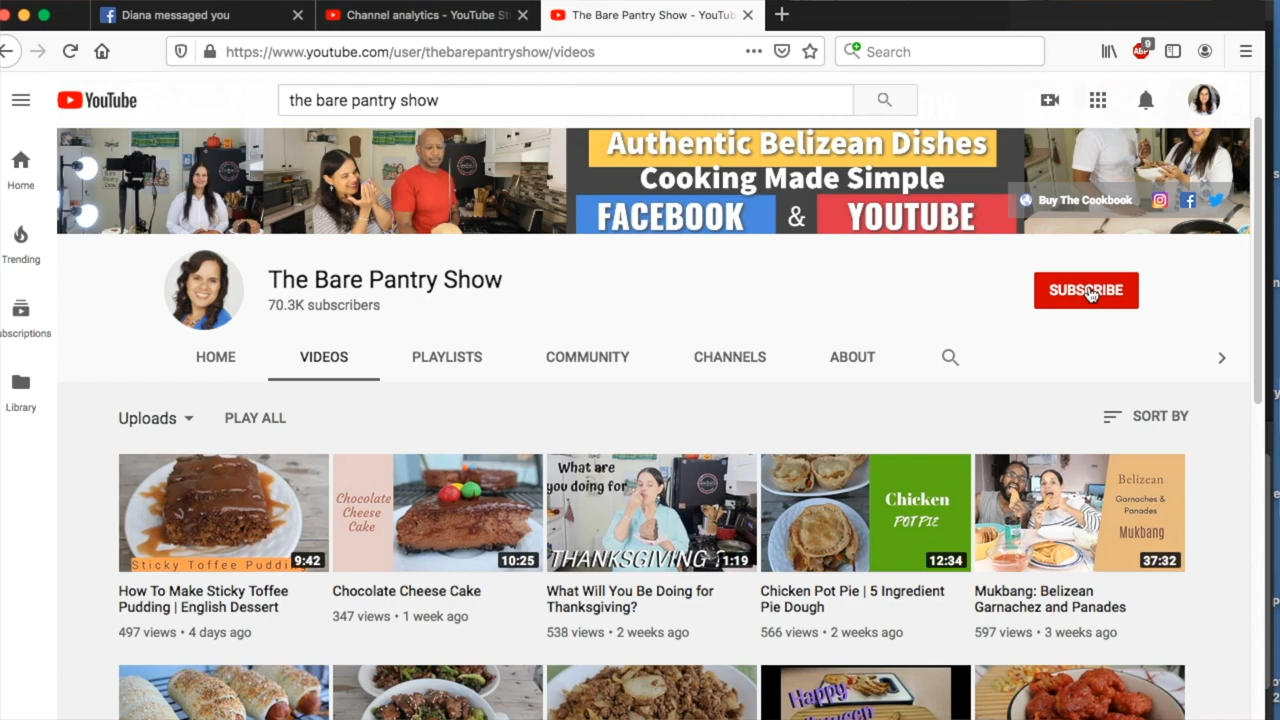 Diana messaged you
Channel analytics - YouTube St
The Bare Pantry Show - YouTub
https://www.youtube.com/user/thebarepantryshow/videos
Search
ABP
9
YouTube
the bare pantry show
Home
Trending
ubscriptions
Library
Authentic Belizean Dishes
Cooking Made Simple
FACEBOOK & YOUTUBE
Buy The Cookbook
The Bare Pantry Show
70.3K subscribers
SUBSCRIBE
HOME
VIDEOS
PLAYLISTS
COMMUNITY
CHANNELS
ABOUT
Uploads
PLAY ALL
SORT BY
Sticky Toffee Puddin
9:42
How To Make Sticky Toffee
Pudding | English Dessert
497 views • 4 days ago
Chocolate
Cheese
Cake
10:25
Chocolate Cheese Cake
347 views • 1 week ago
What are
you doing for
THANKSGIVING ?
1:19
What Will You Be Doing for
Thanksgiving?
538 views • 2 weeks ago
Chicken
POT PIE
12:34
Chicken Pot Pie | 5 Ingredient
Pie Dough
566 views • 2 weeks ago
Belizean
Garnaches &
Panades
Mukbang
37:32
Mukbang: Belizean
Garnachez and Panades
597 views • 3 weeks ago
Happy